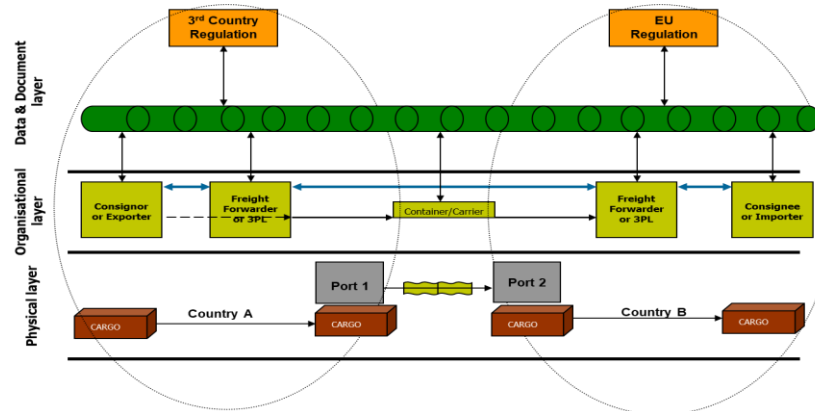 3rd Country
Regulation
EU
Regulation
Data & Document
layer
Organisational
layer
Consignor
or Exporter
Freight
Forwarder
or 3PL
Container/Carrier
Freight
Forwarder
or 3PL
Consignee
or Importer
Physical layer
Port 1
Port 2
CARGO
Country A
CARGO
CARGO
Country B
CARGO